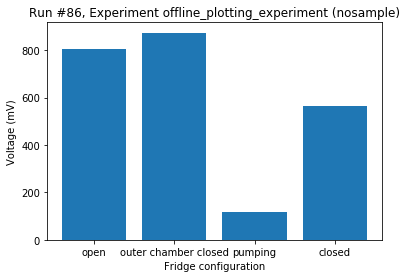 Run #86, Experiment offline_plotting_experiment (nosample)
Voltage (mV)
800
600
400
200
0
open outer chamber closed pumping closed
Fridge configuration